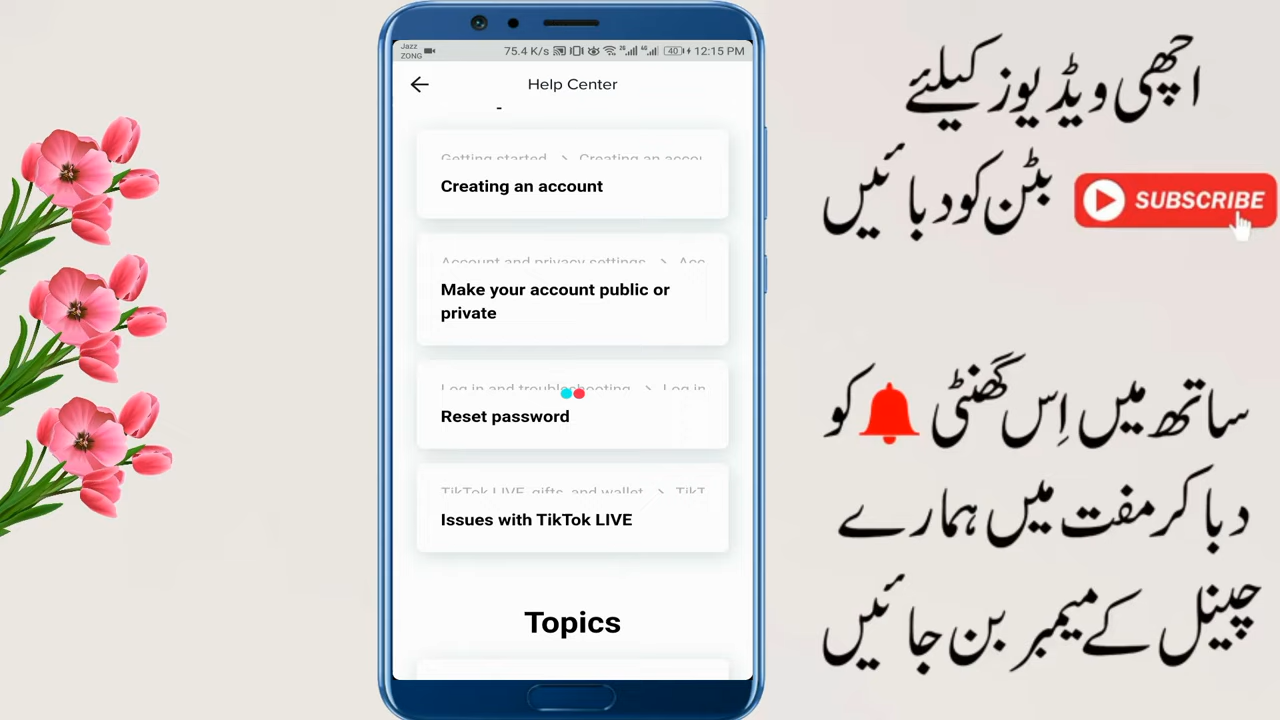 Jazz
ZONG
75.4 K/s
2G
4G
40
12:15 PM
Help Center
Getting started > Creating an accou
Creating an account
Account and privacy settings > Acc
Make your account public or
private
Log in and troubleshooting > Log in
Reset password
TikTok LIVE, gifts, and wallet > TikT
Issues with TikTok LIVE
Topics
اچھی ویڈیوز کیلئے
بٹن کو دبائیں
SUBSCRIBE
ساتھ میں اِس گھنٹی کو
دبا کر مفت میں ہمارے
چینل کے میمبر بن جائیں